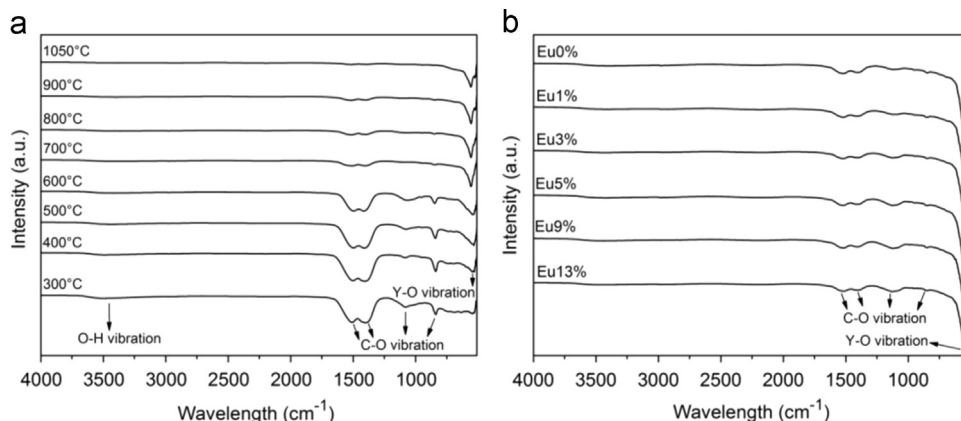 a
1050°C
900°C
800°C
700°C
600°C
500°C
400°C
300°C
Y-O vibration
O-H vibration
C-O vibration
Intensity (a.u.)
4000 3500 3000 2500 2000 1500 1000
Wavelength (cm⁻¹)
b
Eu0%
Eu1%
Eu3%
Eu5%
Eu9%
Eu13%
C-O vibration
Y-O vibration
Intensity (a.u.)
4000 3500 3000 2500 2000 1500 1000
Wavelength (cm⁻¹)